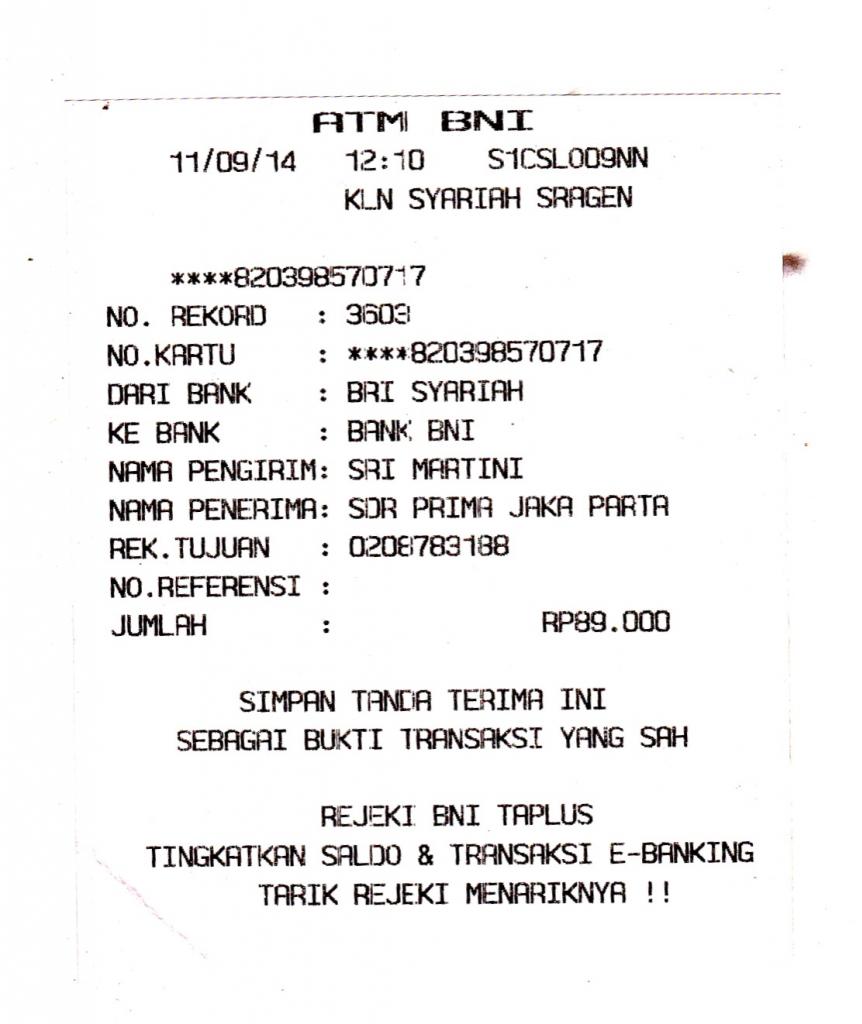 ATM BNI
11/09/14 12:10 S1CSL009NN
KLN SYARIAH SRAGEN
****820398570717
NO. REKORD : 3603
NO.KARTU : ****820398570717
DARI BANK : BRI SYARIAH
KE BANK : BANK BNI
NAMA PENGIRIM: SRI MARTINI
NAMA PENERIMA: SDR PRIMA JAKA PARTA
REK.TUJUAN : 0208783188
NO.REFERENSI :
JUMLAH : RP89.000
SIMPAN TANDA TERIMA INI
SEBAGAI BUKTI TRANSAKSI YANG SAH
REJEKI BNI TAPLUS
TINGKATKAN SALDO & TRANSAKSI E-BANKING
TARIK REJEKI MENARIKNYA !!